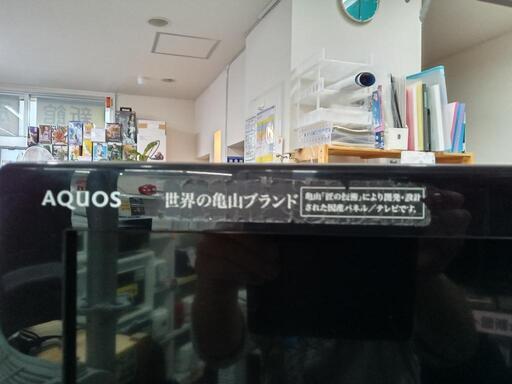 AQUOS
世界の亀山ブランド
亀山「匠の技術」により開発・設計
された国産パネル／テレビです。